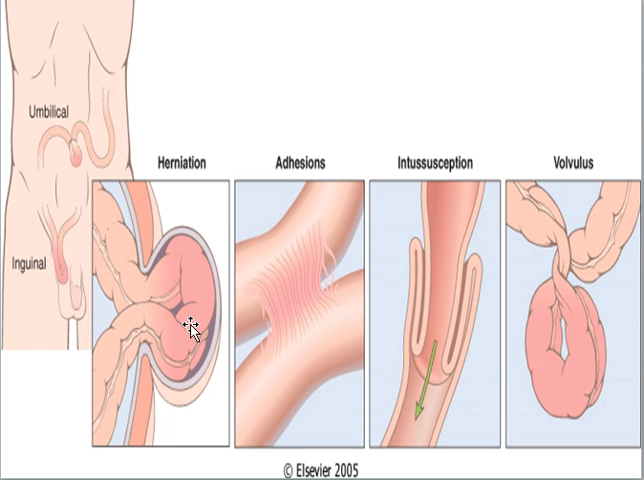 Umbilical
Herniation
Adhesions
Intussusception
Volvulus
Inguinal
© Elsevier 2005